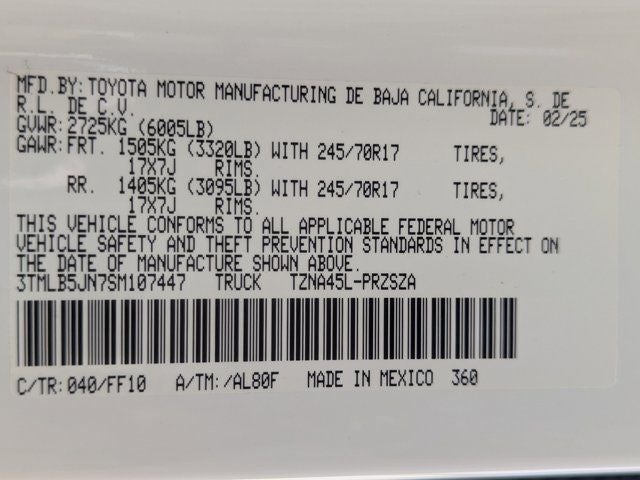 MFD.BY:TOYOTA MOTOR MANUFACTURING DE BAJA CALIFORNIA, S. DE
R.L. DE C.V. DATE: 02/25
GVWR:2725KG (6005LB)
GAWR:FRT. 1505KG (3320LB) WITH 245/70R17 TIRES,
17X7J RIMS.
RR. 1405KG (3095LB) WITH 245/70R17 TIRES,
17X7J RIMS.
THIS VEHICLE CONFORMS TO ALL APPLICABLE FEDERAL MOTOR
VEHICLE SAFETY AND THEFT PREVENTION STANDARDS IN EFFECT ON
THE DATE OF MANUFACTURE SHOWN ABOVE.
3TMLB5JN7SM107447 TRUCK TZNA45L-PRZSZA
C/TR:040/FF10 A/TM:/AL80F MADE IN MEXICO 360